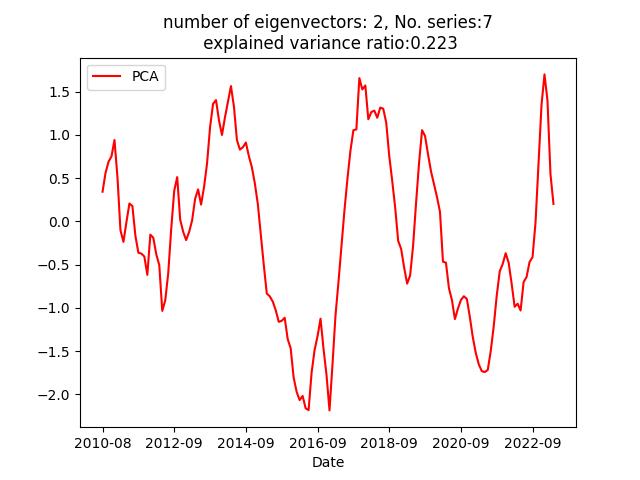 number of eigenvectors: 2, No. series:7
explained variance ratio:0.223
PCA
1.5
1.0
0.5
0.0
−0.5
−1.0
−1.5
−2.0
2010-08 2012-09 2014-09 2016-09 2018-09 2020-09 2022-09
Date